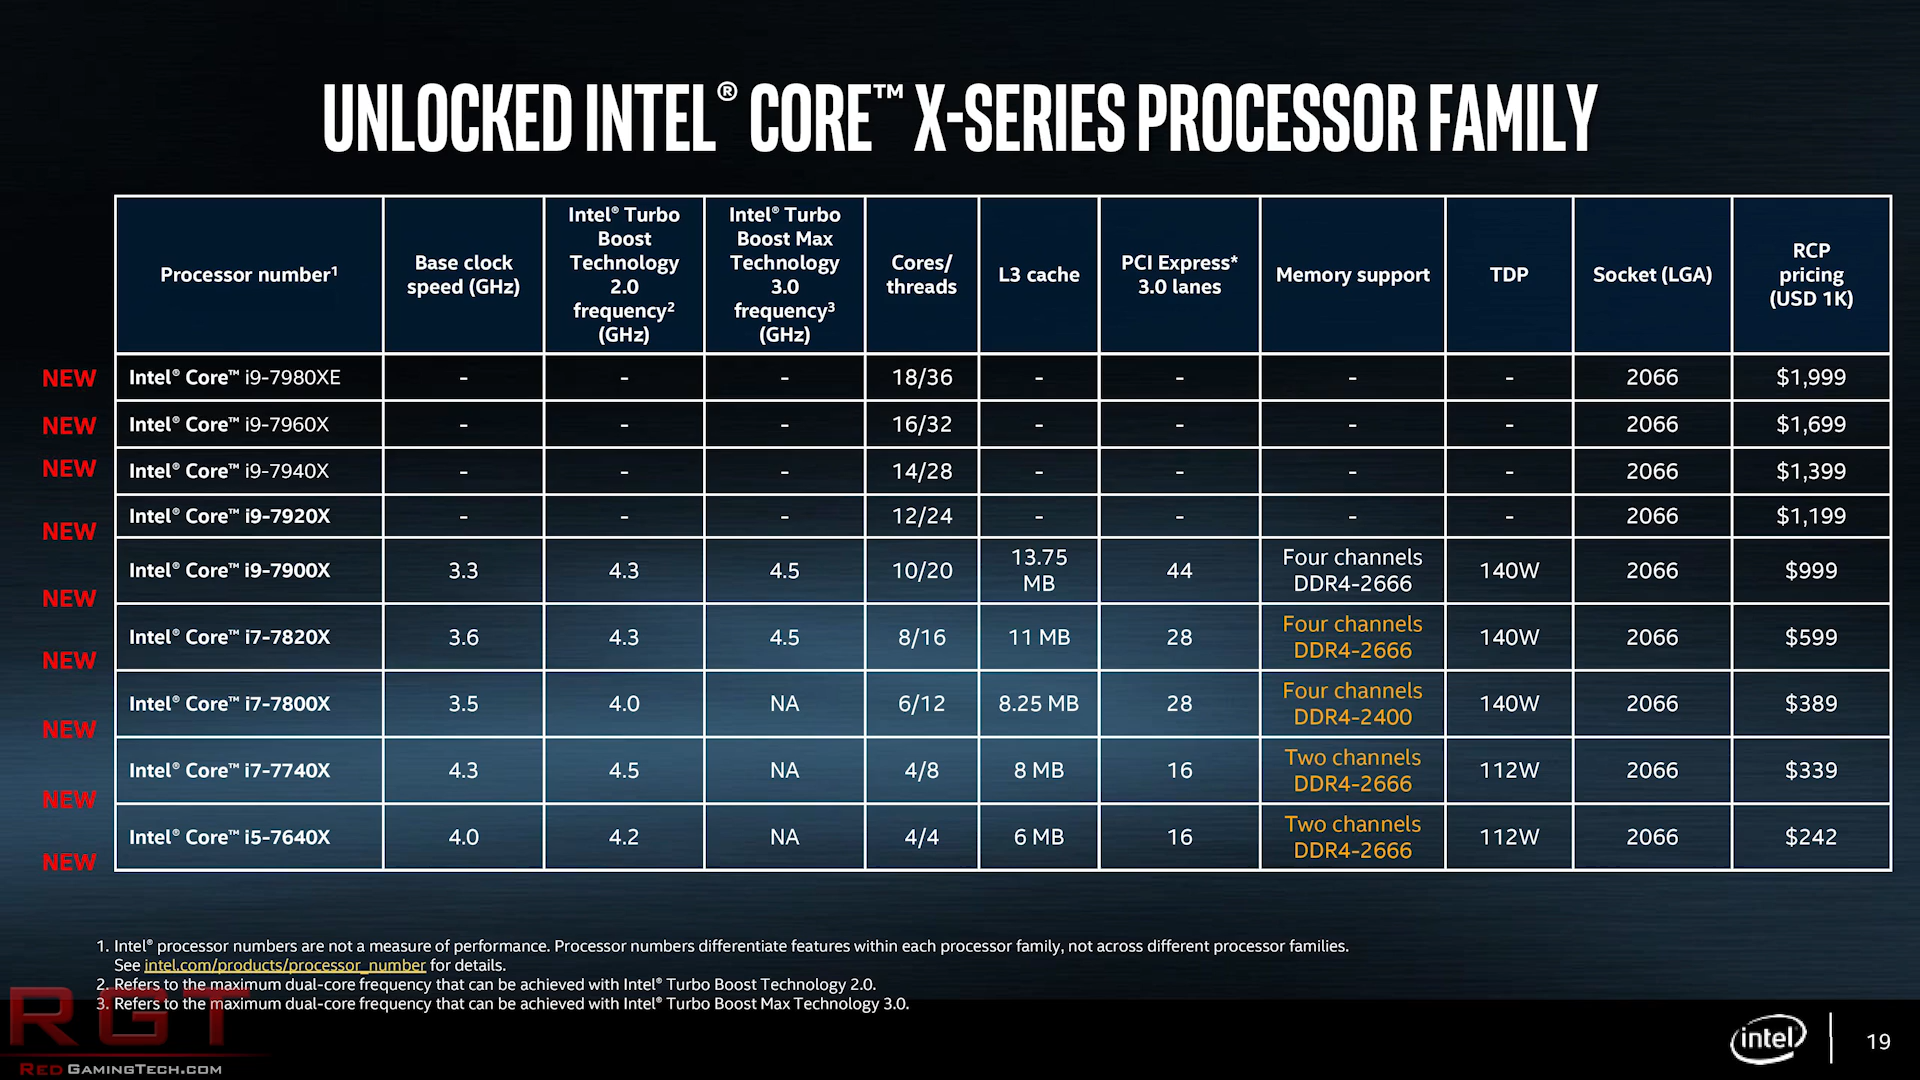 UNLOCKED INTEL® CORE™ X-SERIES PROCESSOR FAMILY
Processor number¹ Base clock speed (GHz) Intel® Turbo Boost Technology 2.0 frequency² (GHz) Intel® Turbo Boost Max Technology 3.0 frequency³ (GHz) Cores/ threads L3 cache PCI Express* 3.0 lanes Memory support TDP Socket (LGA) RCP pricing (USD 1K)
NEW Intel® Core™ i9-7980XE - - - 18/36 - - - - 2066 $1,999
NEW Intel® Core™ i9-7960X - - - 16/32 - - - - 2066 $1,699
NEW Intel® Core™ i9-7940X - - - 14/28 - - - - 2066 $1,399
NEW Intel® Core™ i9-7920X - - - 12/24 - - - - 2066 $1,199
NEW Intel® Core™ i9-7900X 3.3 4.3 4.5 10/20 13.75 MB 44 Four channels DDR4-2666 140W 2066 $999
NEW Intel® Core™ i7-7820X 3.6 4.3 4.5 8/16 11 MB 28 Four channels DDR4-2666 140W 2066 $599
NEW Intel® Core™ i7-7800X 3.5 4.0 NA 6/12 8.25 MB 28 Four channels DDR4-2400 140W 2066 $389
NEW Intel® Core™ i7-7740X 4.3 4.5 NA 4/8 8 MB 16 Two channels DDR4-2666 112W 2066 $339
NEW Intel® Core™ i5-7640X 4.0 4.2 NA 4/4 6 MB 16 Two channels DDR4-2666 112W 2066 $242
1. Intel® processor numbers are not a measure of performance. Processor numbers differentiate features within each processor family, not across different processor families.
See intel.com/products/processor_number for details.
2. Refers to the maximum dual-core frequency that can be achieved with Intel® Turbo Boost Technology 2.0.
3. Refers to the maximum dual-core frequency that can be achieved with Intel® Turbo Boost Max Technology 3.0.
RGT
REDGAMINGTECH.COM
intel 19